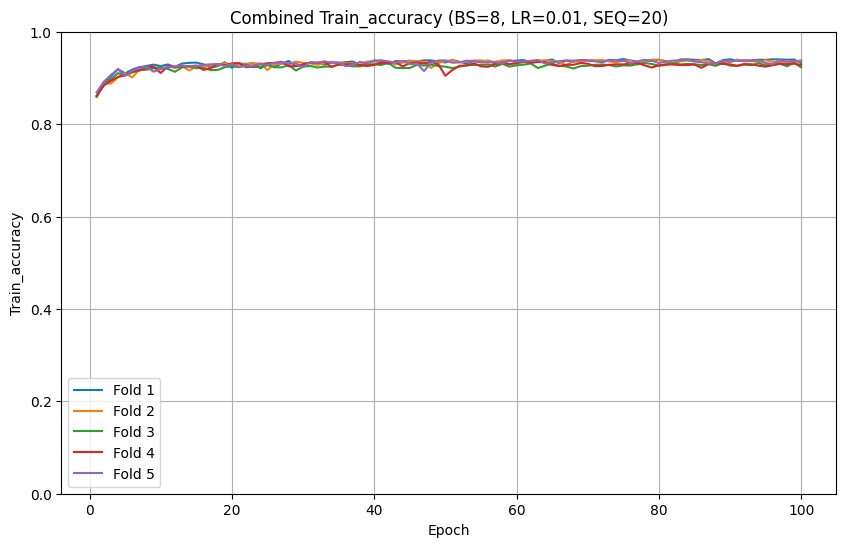 Combined Train_accuracy (BS=8, LR=0.01, SEQ=20)
Train_accuracy
1.0
0.8
0.6
0.4
0.2
0.0
Fold 1
Fold 2
Fold 3
Fold 4
Fold 5
0
20
40
60
80
100
Epoch